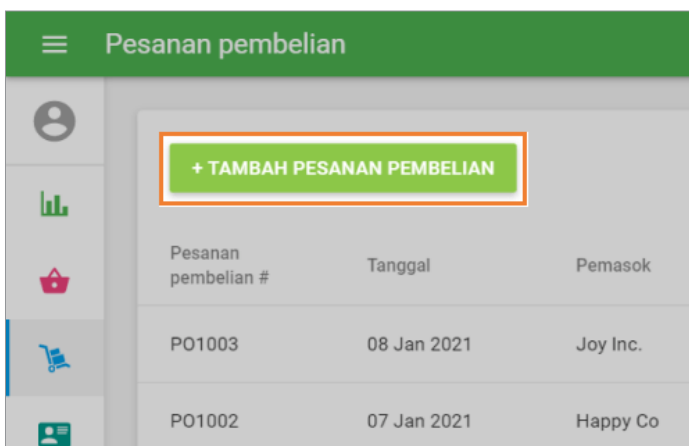 Pesanan pembelian
+ TAMBAH PESANAN PEMBELIAN
Pesanan
pembelian #
Tanggal
Pemasok
PO1003
08 Jan 2021
Joy Inc.
PO1002
07 Jan 2021
Happy Co